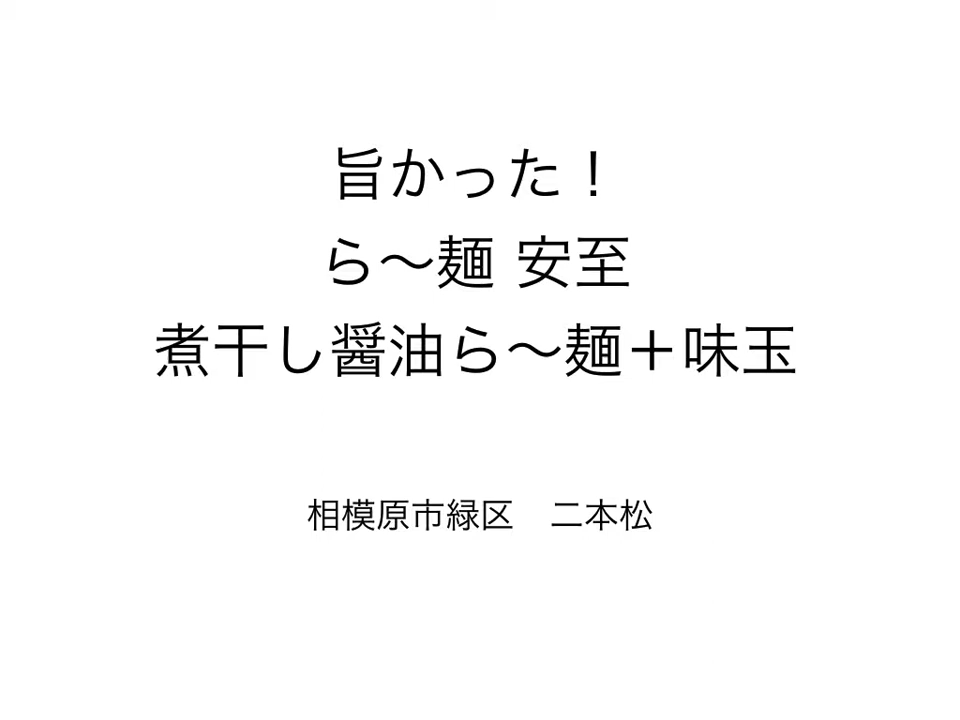 旨かった！
ら〜麺 安至
煮干し醤油ら〜麺＋味玉
相模原市緑区　二本松